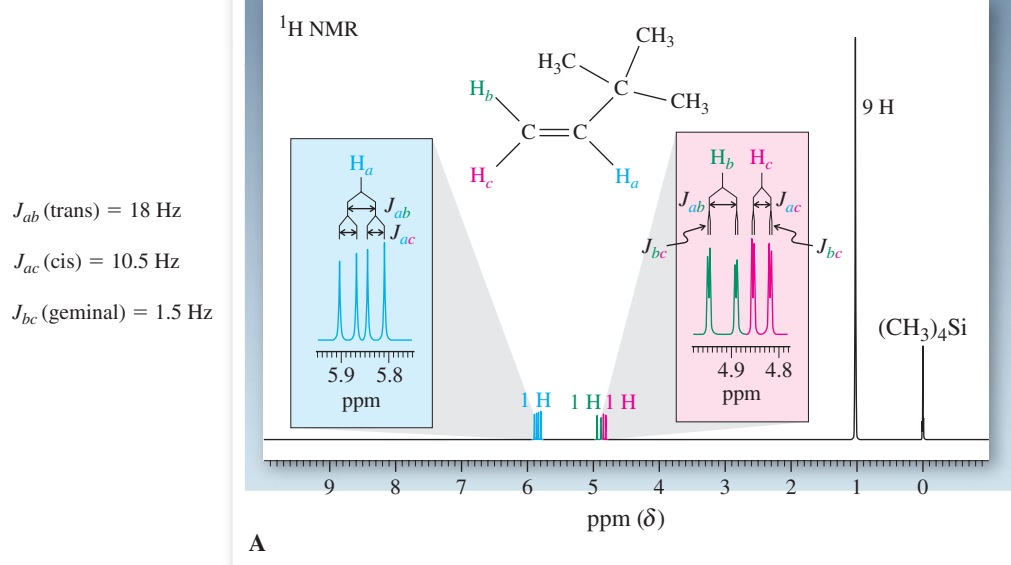 J_ab (trans) = 18 Hz
J_ac (cis) = 10.5 Hz
J_bc (geminal) = 1.5 Hz
¹H NMR
CH₃
H₃C
C
CH₃
H_b
C=C
H_c
H_a
9 H
H_a
J_ab
J_ac
5.9 5.8
ppm
H_b H_c
J_ab J_ac
J_bc J_bc
4.9 4.8
ppm
(CH₃)₄Si
1 H 1 H 1 H
9 8 7 6 5 4 3 2 1 0
ppm (δ)
A